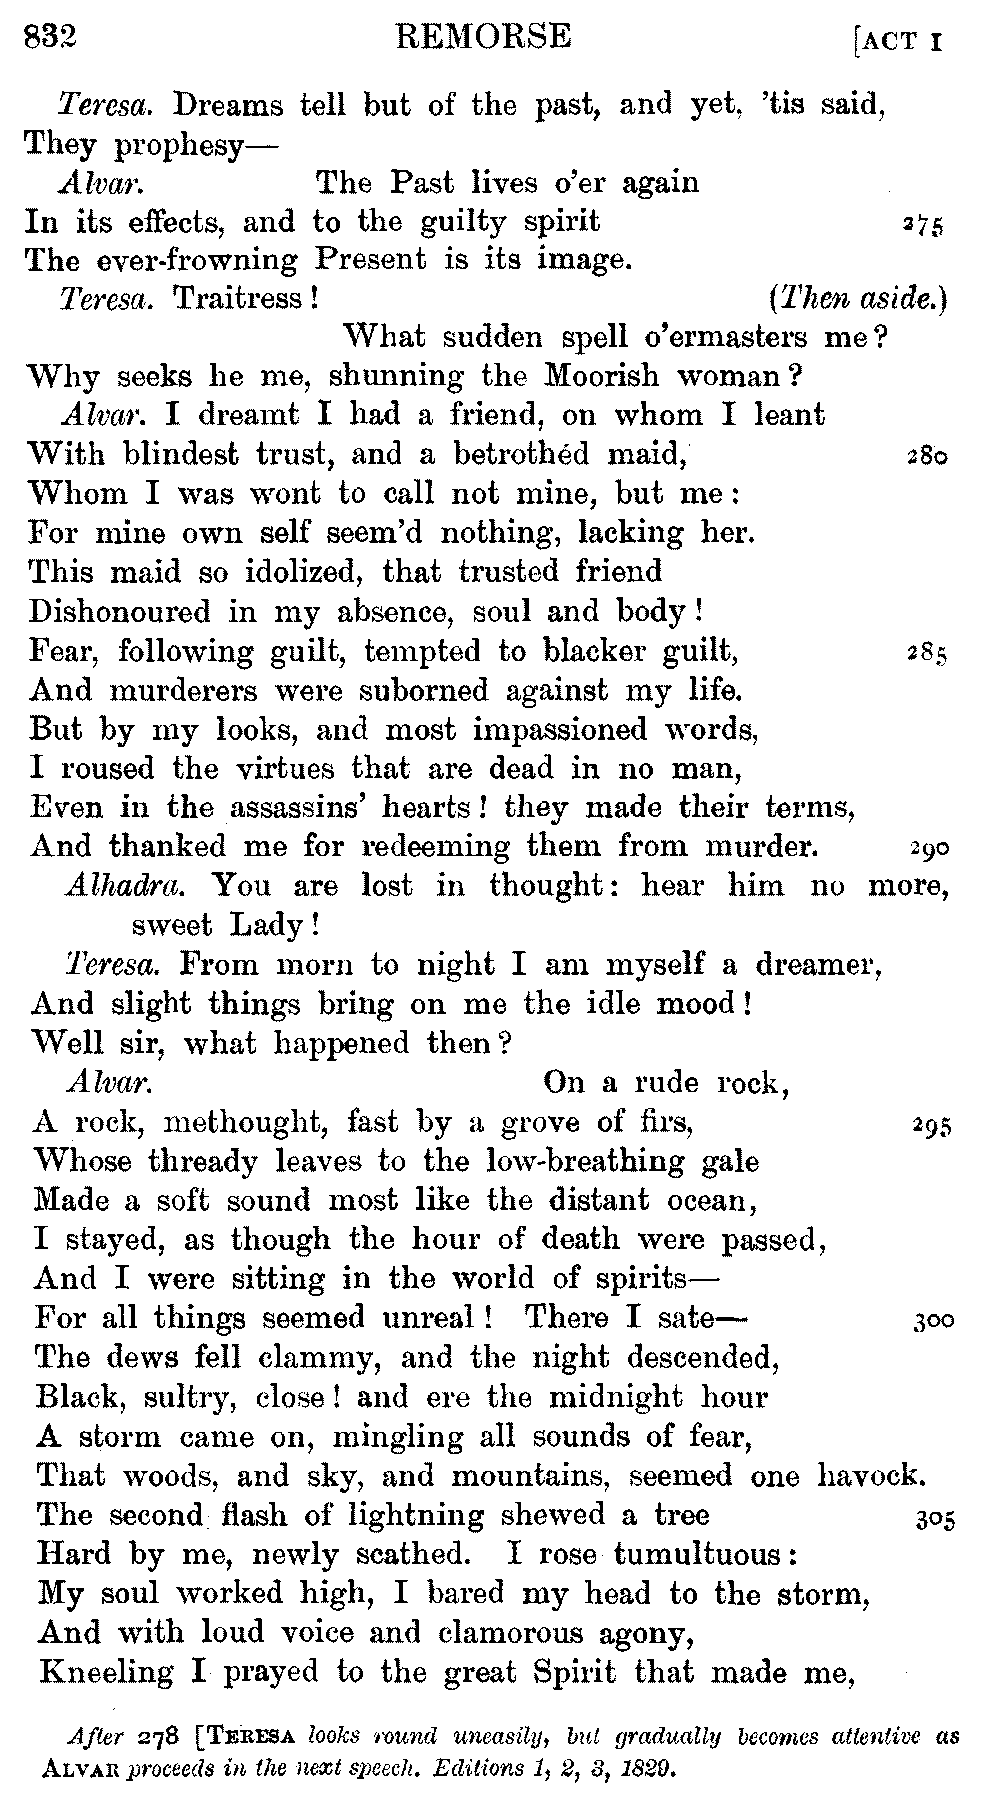 832 REMORSE [ACT I
Teresa. Dreams tell but of the past, and yet, 'tis said,
They prophesy—
Alvar. The Past lives o'er again
In its effects, and to the guilty spirit 275
The ever-frowning Present is its image.
Teresa. Traitress! (Then aside.)
What sudden spell o'ermasters me?
Why seeks he me, shunning the Moorish woman?
Alvar. I dreamt I had a friend, on whom I leant
With blindest trust, and a betrothéd maid, 280
Whom I was wont to call not mine, but me:
For mine own self seem'd nothing, lacking her.
This maid so idolized, that trusted friend
Dishonoured in my absence, soul and body!
Fear, following guilt, tempted to blacker guilt, 285
And murderers were suborned against my life.
But by my looks, and most impassioned words,
I roused the virtues that are dead in no man,
Even in the assassins' hearts! they made their terms,
And thanked me for redeeming them from murder. 290
Alhadra. You are lost in thought: hear him no more,
sweet Lady!
Teresa. From morn to night I am myself a dreamer,
And slight things bring on me the idle mood!
Well sir, what happened then?
Alvar. On a rude rock,
A rock, methought, fast by a grove of firs, 295
Whose thready leaves to the low-breathing gale
Made a soft sound most like the distant ocean,
I stayed, as though the hour of death were passed,
And I were sitting in the world of spirits—
For all things seemed unreal! There I sate— 300
The dews fell clammy, and the night descended,
Black, sultry, close! and ere the midnight hour
A storm came on, mingling all sounds of fear,
That woods, and sky, and mountains, seemed one havock.
The second flash of lightning shewed a tree 305
Hard by me, newly scathed. I rose tumultuous:
My soul worked high, I bared my head to the storm,
And with loud voice and clamorous agony,
Kneeling I prayed to the great Spirit that made me,
After 278 [TERESA looks round uneasily, but gradually becomes attentive as
ALVAR proceeds in the next speech. Editions 1, 2, 3, 1829.